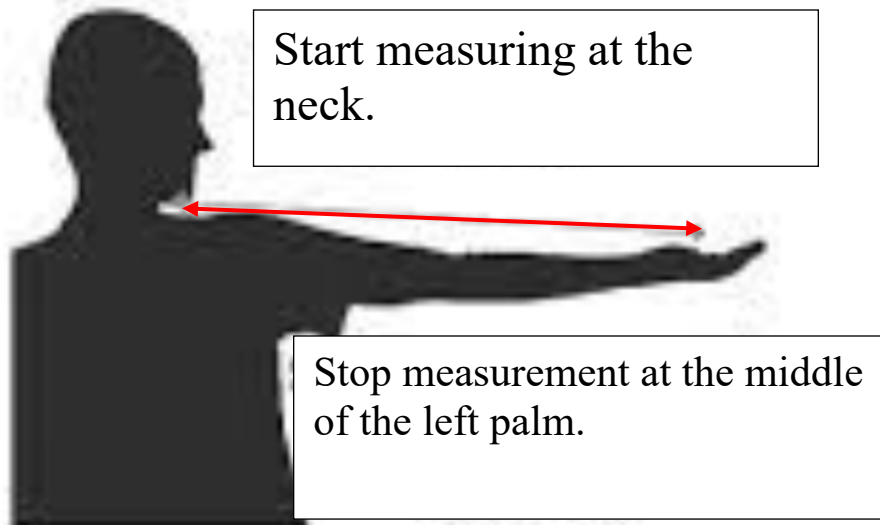 Start measuring at the
neck.
Stop measurement at the middle
of the left palm.